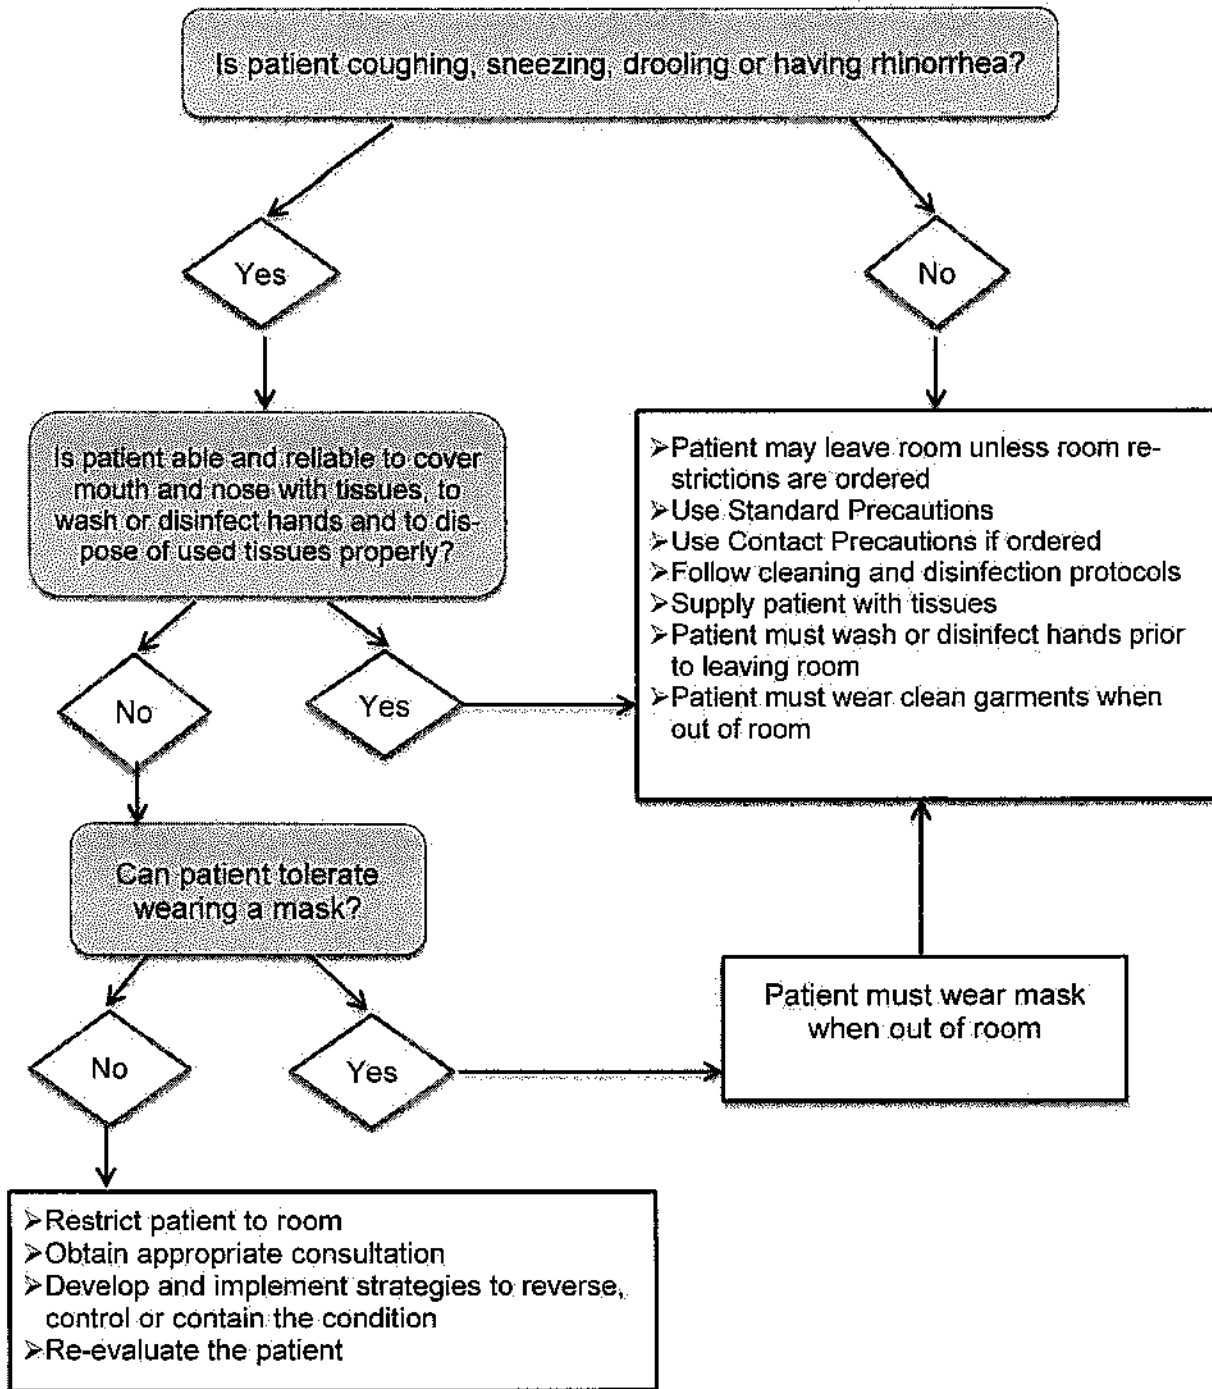 Is patient coughing, sneezing, drooling or having rhinorrhea?
Yes
No
Is patient able and reliable to cover
mouth and nose with tissues, to
wash or disinfect hands and to dis-
pose of used tissues properly?
➢Patient may leave room unless room re-
strictions are ordered
➢Use Standard Precautions
➢Use Contact Precautions if ordered
➢Follow cleaning and disinfection protocols
➢Supply patient with tissues
➢Patient must wash or disinfect hands prior
to leaving room
➢Patient must wear clean garments when
out of room
No
Yes
Can patient tolerate
wearing a mask?
No
Yes
Patient must wear mask
when out of room
➢Restrict patient to room
➢Obtain appropriate consultation
➢Develop and implement strategies to reverse,
control or contain the condition
➢Re-evaluate the patient